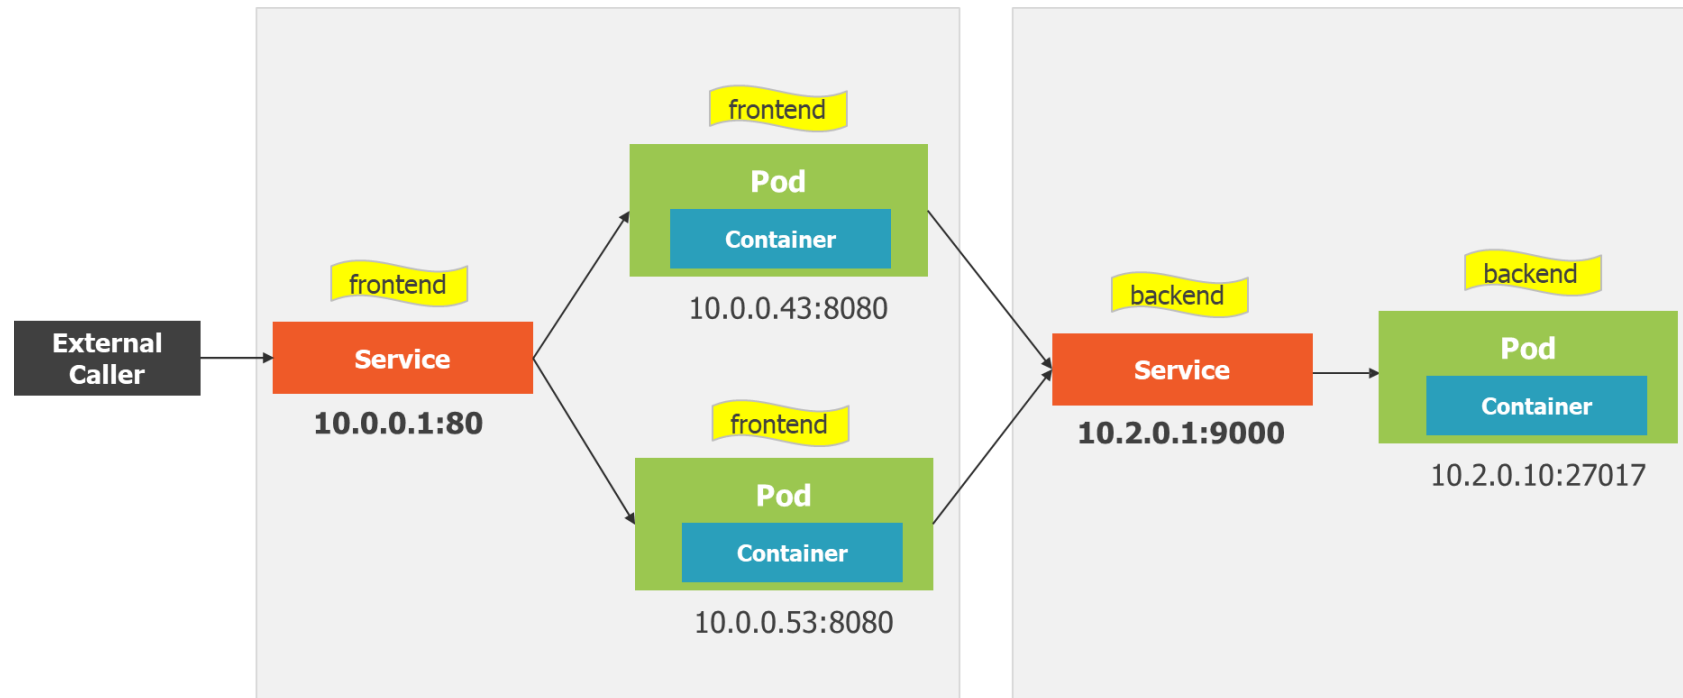 External
Caller
frontend
Service
10.0.0.1:80
frontend
Pod
Container
10.0.0.43:8080
frontend
Pod
Container
10.0.0.53:8080
backend
Service
10.2.0.1:9000
backend
Pod
Container
10.2.0.10:27017